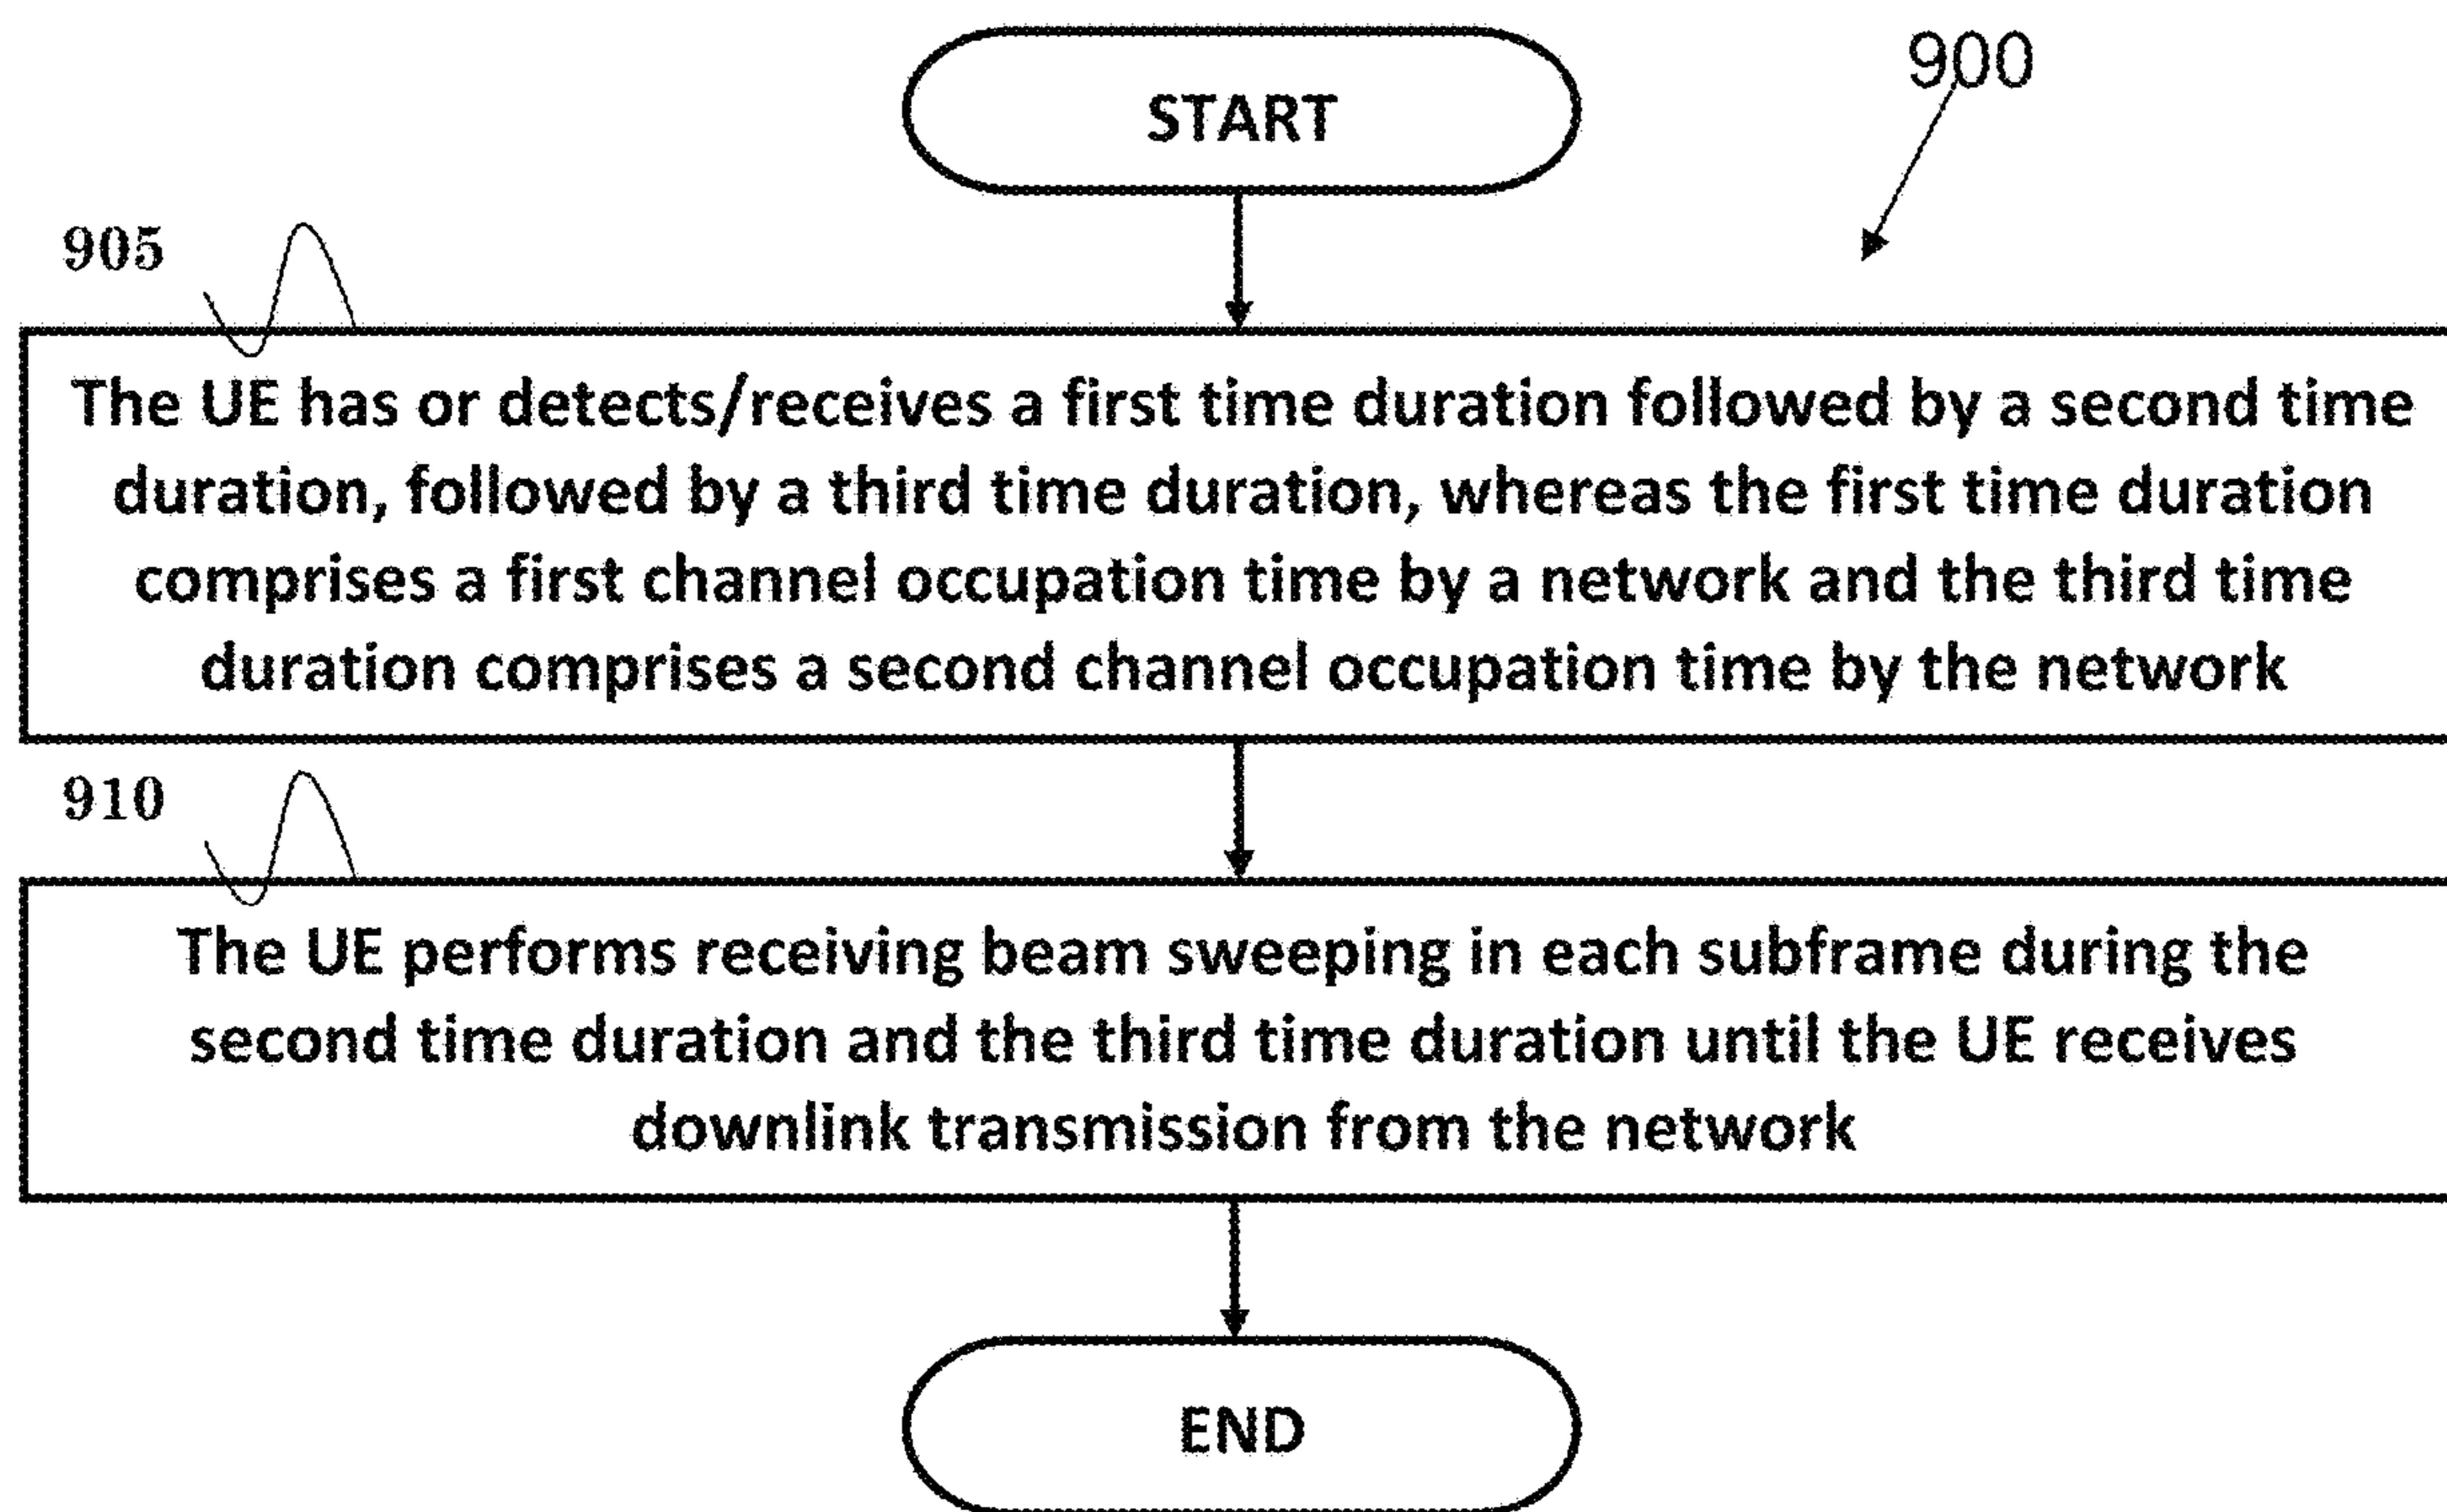 START
900
905
The UE has or detects/receives a first time duration followed by a second time
duration, followed by a third time duration, whereas the first time duration
comprises a first channel occupation time by a network and the third time
duration comprises a second channel occupation time by the network
910
The UE performs receiving beam sweeping in each subframe during the
second time duration and the third time duration until the UE receives
downlink transmission from the network
END